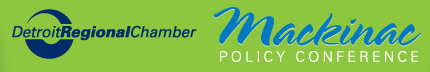 DetroitRegionalChamber
Mackinac
POLICY CONFERENCE